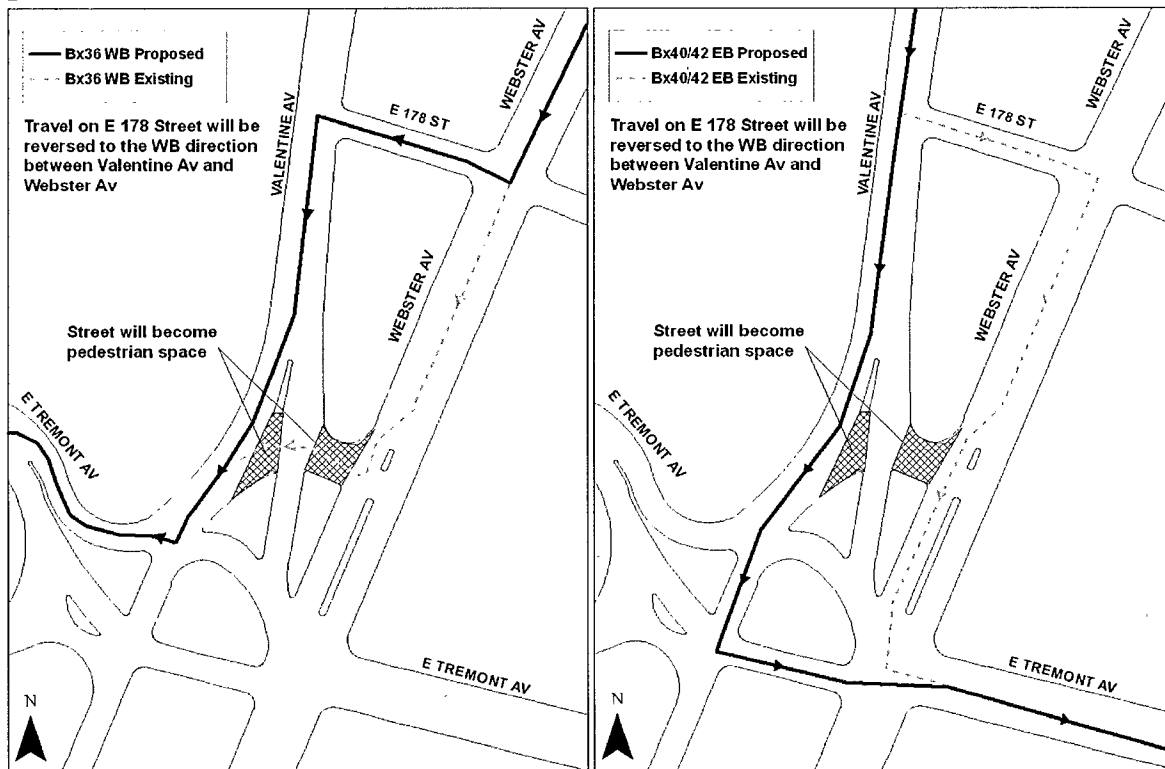 Bx36 WB Proposed
Bx36 WB Existing
Travel on E 178 Street will be
reversed to the WB direction
between Valentine Av and
Webster Av
VALENTINE AV
E 178 ST
WEBSTER AV
WEBSTER AV
Street will become
pedestrian space
E TREMONT AV
E TREMONT AV
N
Bx40/42 EB Proposed
Bx40/42 EB Existing
Travel on E 178 Street will be
reversed to the WB direction
between Valentine Av and
Webster Av
VALENTINE AV
E 178 ST
WEBSTER AV
WEBSTER AV
Street will become
pedestrian space
E TREMONT AV
E TREMONT AV
N